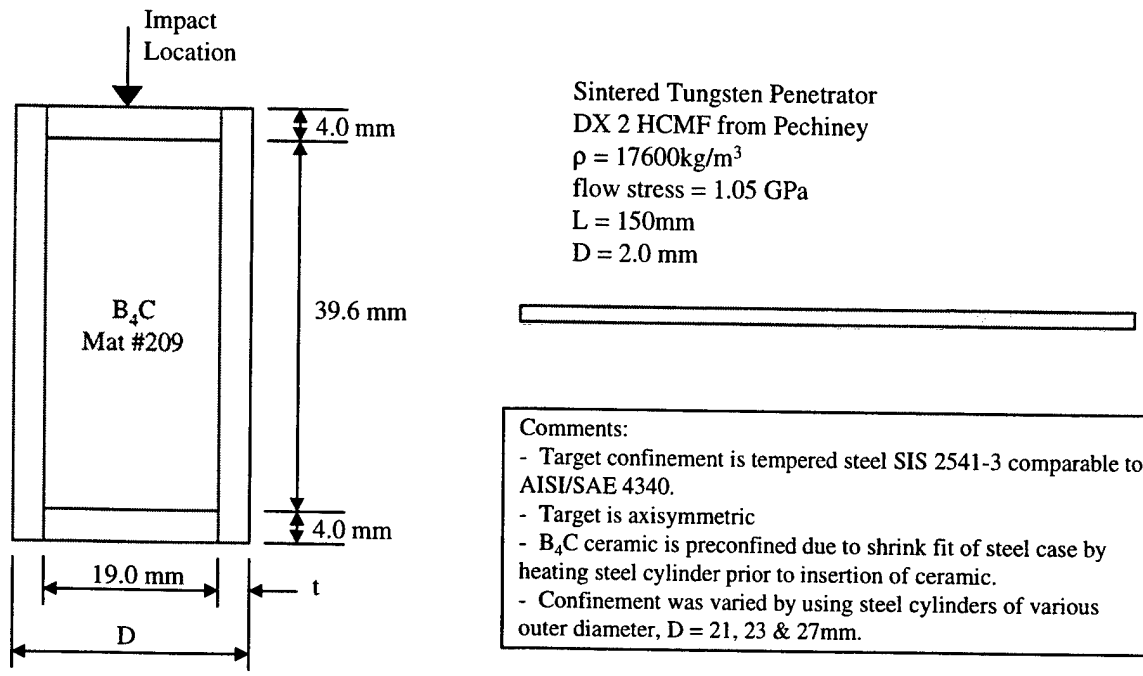 Impact
Location
4.0 mm
B₄C
Mat #209
39.6 mm
4.0 mm
19.0 mm
t
D
Sintered Tungsten Penetrator
DX 2 HCMF from Pechiney
ρ = 17600kg/m³
flow stress = 1.05 GPa
L = 150mm
D = 2.0 mm
Comments:
- Target confinement is tempered steel SIS 2541-3 comparable to
AISI/SAE 4340.
- Target is axisymmetric
- B₄C ceramic is preconfined due to shrink fit of steel case by
heating steel cylinder prior to insertion of ceramic.
- Confinement was varied by using steel cylinders of various
outer diameter, D = 21, 23 & 27mm.